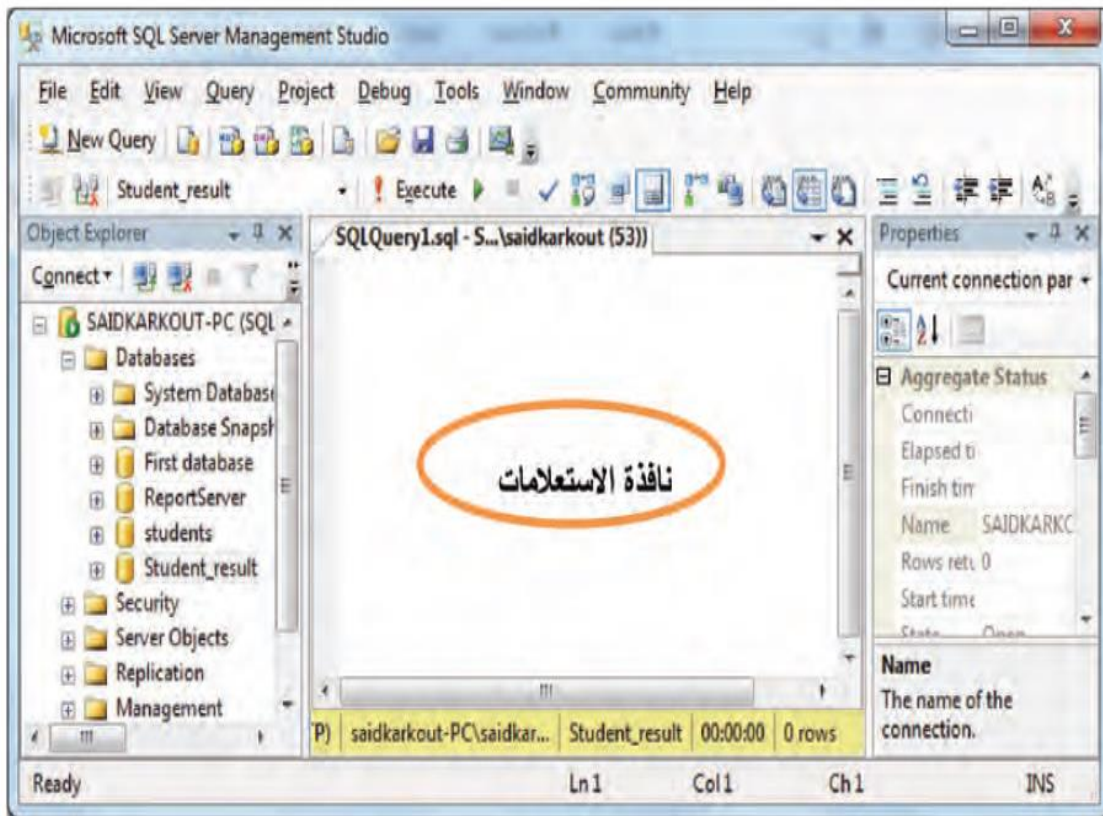 Microsoft SQL Server Management Studio
File Edit View Query Project Debug Tools Window Community Help
New Query
Student_result
Execute
Object Explorer
Connect
SAIDKARKOUT-PC (SQL
Databases
System Database
Database Snapsh
First database
ReportServer
students
Student_result
Security
Server Objects
Replication
Management
SQLQuery1.sql - S...\saidkarkout (53))
نافذة الاستعلامات
P) saidkarkout-PC\saidkar... Student_result 00:00:00 0 rows
Properties
Current connection par
Aggregate Status
Connecti
Elapsed ti
Finish tim
Name SAIDKARKO
Rows retu 0
Start time
State Open
Name
The name of the
connection.
Ready Ln 1 Col 1 Ch 1 INS